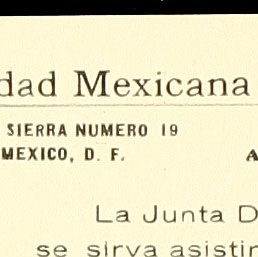 dad Mexicana
SIERRA NUMERO 19
MEXICO, D. F.
A
La Junta D
se sirva asistir